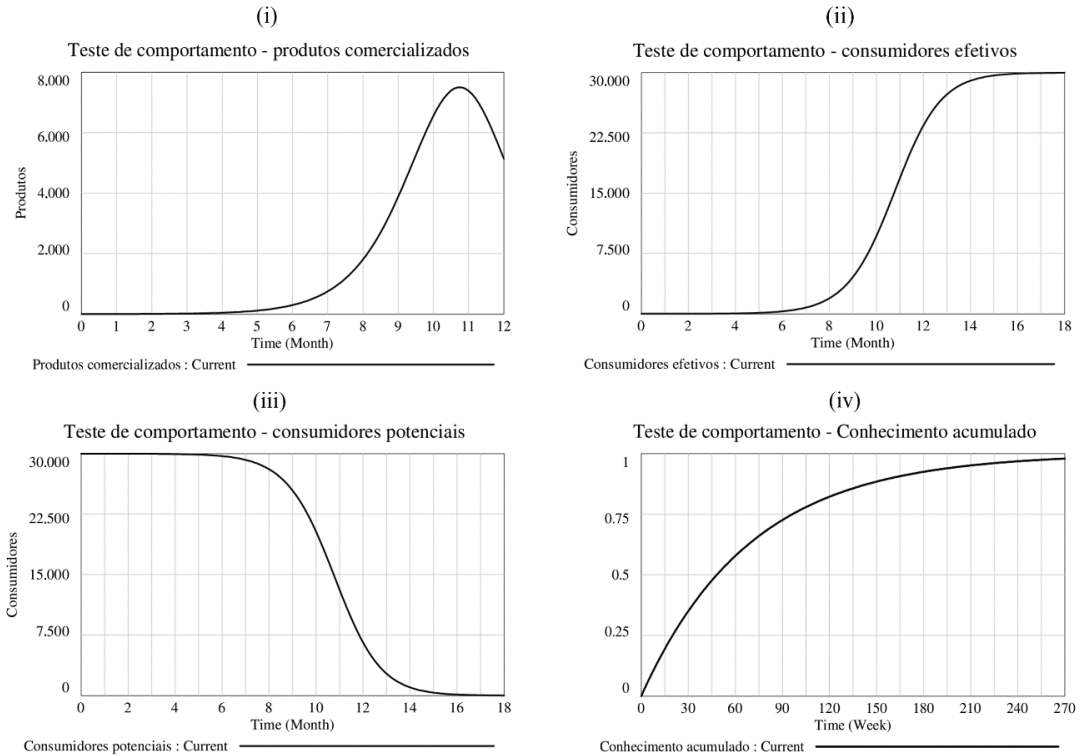 (i)
Teste de comportamento - produtos comercializados
8.000
6.000
4.000
2.000
0
Produtos
0 1 2 3 4 5 6 7 8 9 10 11 12
Time (Month)
Produtos comercializados : Current
(ii)
Teste de comportamento - consumidores efetivos
30.000
22.500
15.000
7.500
0
Consumidores
0 2 4 6 8 10 12 14 16 18
Time (Month)
Consumidores efetivos : Current
(iii)
Teste de comportamento - consumidores potenciais
30.000
22.500
15.000
7.500
0
Consumidores
0 2 4 6 8 10 12 14 16 18
Time (Month)
Consumidores potenciais : Current
(iv)
Teste de comportamento - Conhecimento acumulado
1
0.75
0.5
0.25
0
0 30 60 90 120 150 180 210 240 270
Time (Week)
Conhecimento acumulado : Current